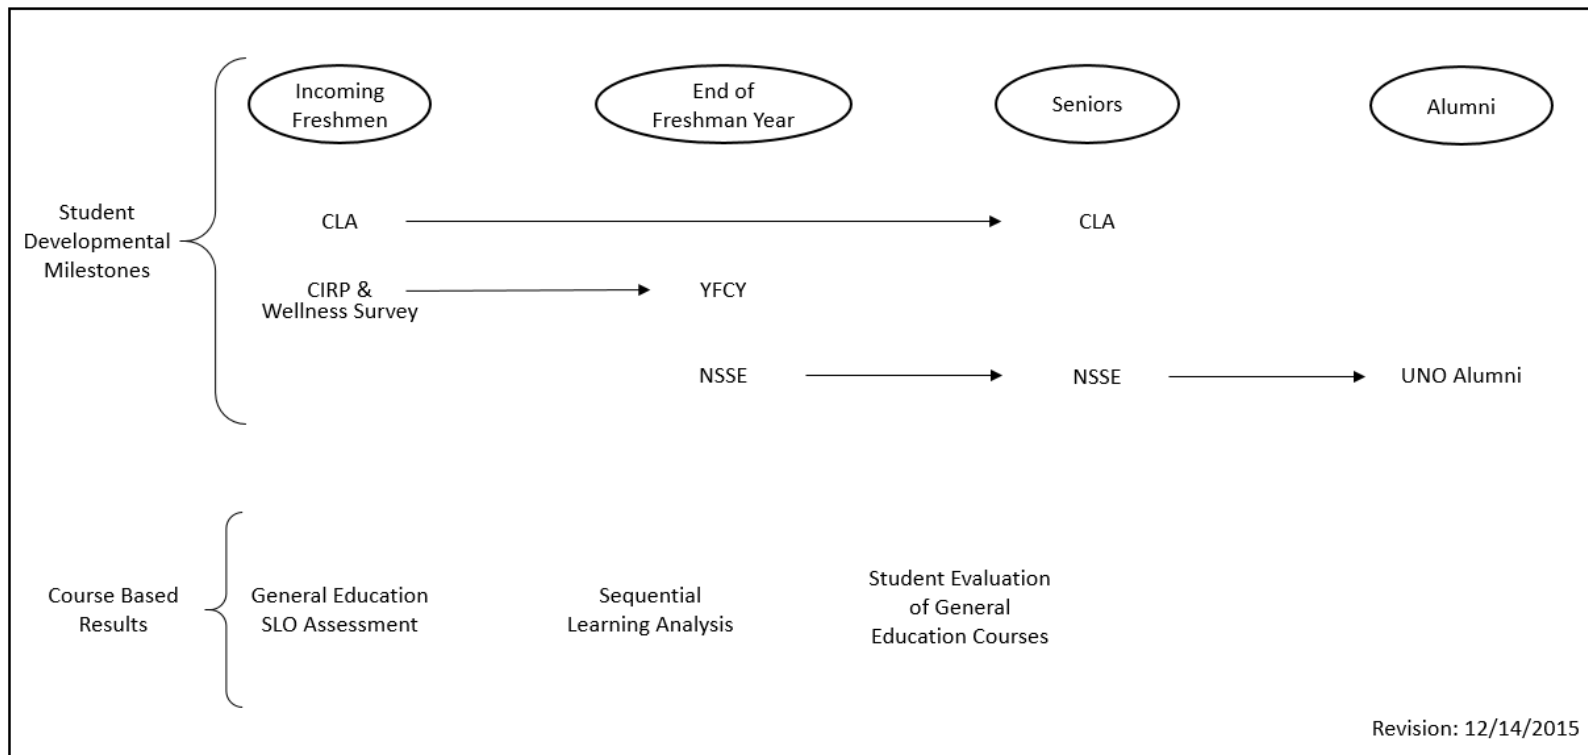 Incoming
Freshmen
End of
Freshman Year
Seniors
Alumni
Student
Developmental
Milestones
CLA
CLA
CIRP &
Wellness Survey
YFCY
NSSE
NSSE
UNO Alumni
Course Based
Results
General Education
SLO Assessment
Sequential
Learning Analysis
Student Evaluation
of General
Education Courses
Revision: 12/14/2015